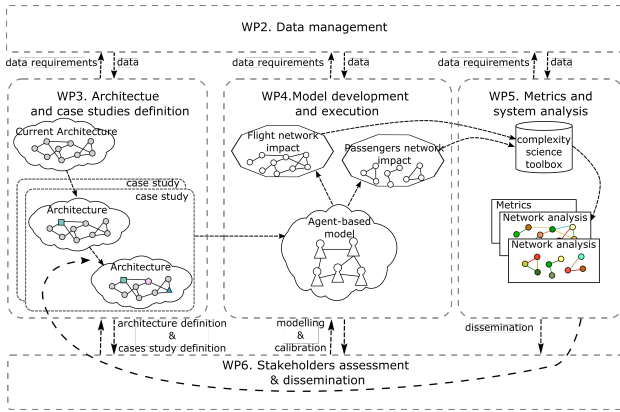 WP2. Data management
data requirements
data
data requirements
data
data requirements
data
WP3. Architectue
and case studies definition
Current Architecture
case study
case study
Architecture
Architecture
WP4.Model development
and execution
Flight network
impact
Passengers network
impact
Agent-based
model
WP5. Metrics and
system analysis
complexity
science
toolbox
Metrics
Network analysis
Network analysis
architecture definition
&
cases study definition
modelling
&
calibration
dissemination
WP6. Stakeholders assessment
& dissemination